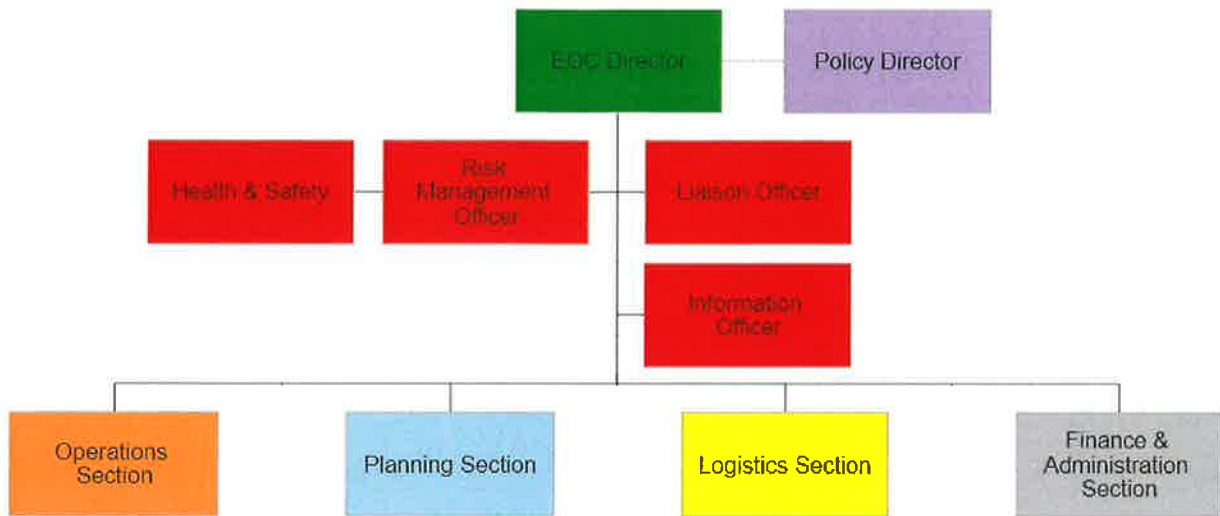 EOC Director
Policy Director
Health & Safety
Risk
Management
Officer
Liaison Officer
Information
Officer
Operations
Section
Planning Section
Logistics Section
Finance &
Administration
Section